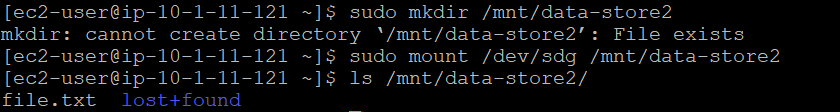 [ec2-user@ip-10-1-11-121 ~]$ sudo mkdir /mnt/data-store2
mkdir: cannot create directory ‘/mnt/data-store2’: File exists
[ec2-user@ip-10-1-11-121 ~]$ sudo mount /dev/sdg /mnt/data-store2
[ec2-user@ip-10-1-11-121 ~]$ ls /mnt/data-store2/
file.txt  lost+found